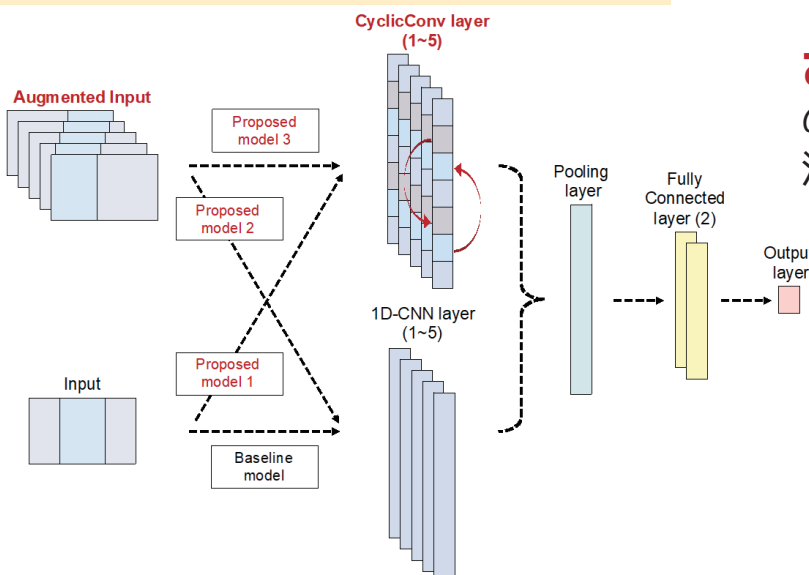 CyclicConv layer
(1~5)
Augmented Input
Proposed
model 3
Proposed
model 2
Pooling
layer
Fully
Connected
layer (2)
layer
1D-CNN layer
(1~5)
Proposed
model 1
Input
Baseline
model